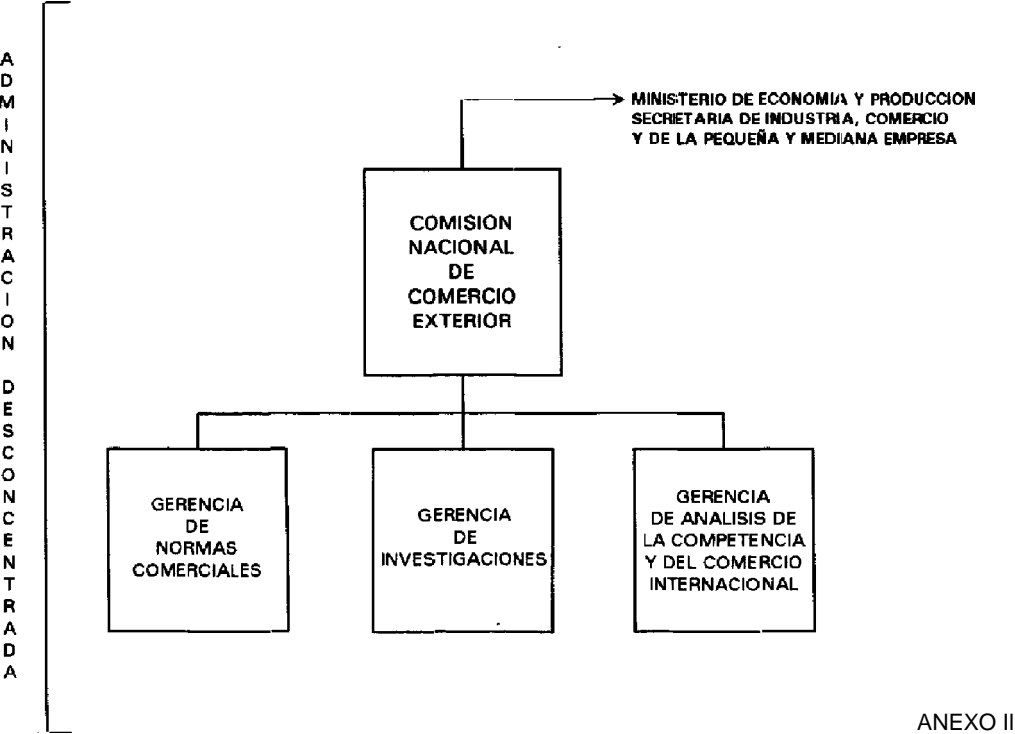 ADMINISTRACION DESCONCENTRADA
MINISTERIO DE ECONOMIA Y PRODUCCION
SECRETARIA DE INDUSTRIA, COMERCIO
Y DE LA PEQUEÑA Y MEDIANA EMPRESA
COMISION
NACIONAL
DE
COMERCIO
EXTERIOR
GERENCIA
DE
NORMAS
COMERCIALES
GERENCIA
DE
INVESTIGACIONES
GERENCIA
DE ANALISIS DE
LA COMPETENCIA
Y DEL COMERCIO
INTERNACIONAL
ANEXO II